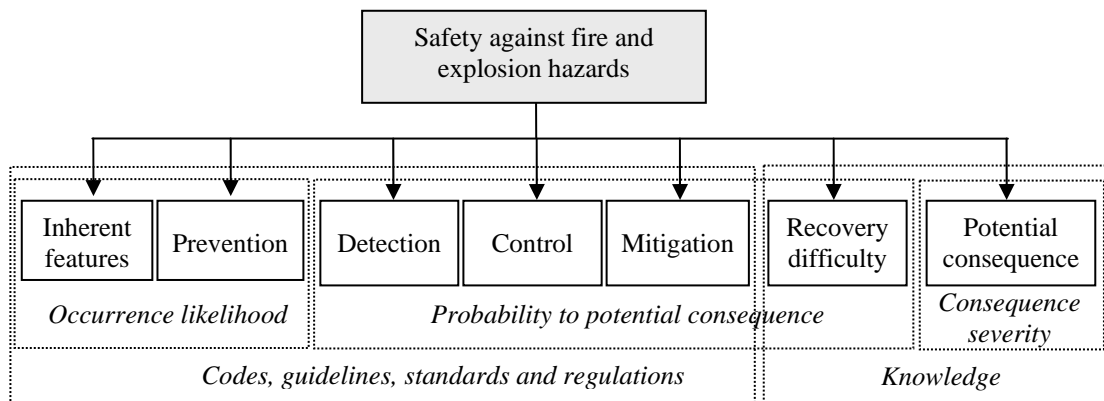 Safety against fire and
explosion hazards
Inherent
features
Prevention
Detection
Control
Mitigation
Recovery
difficulty
Potential
consequence
Occurrence likelihood
Probability to potential consequence
Consequence
severity
Codes, guidelines, standards and regulations
Knowledge